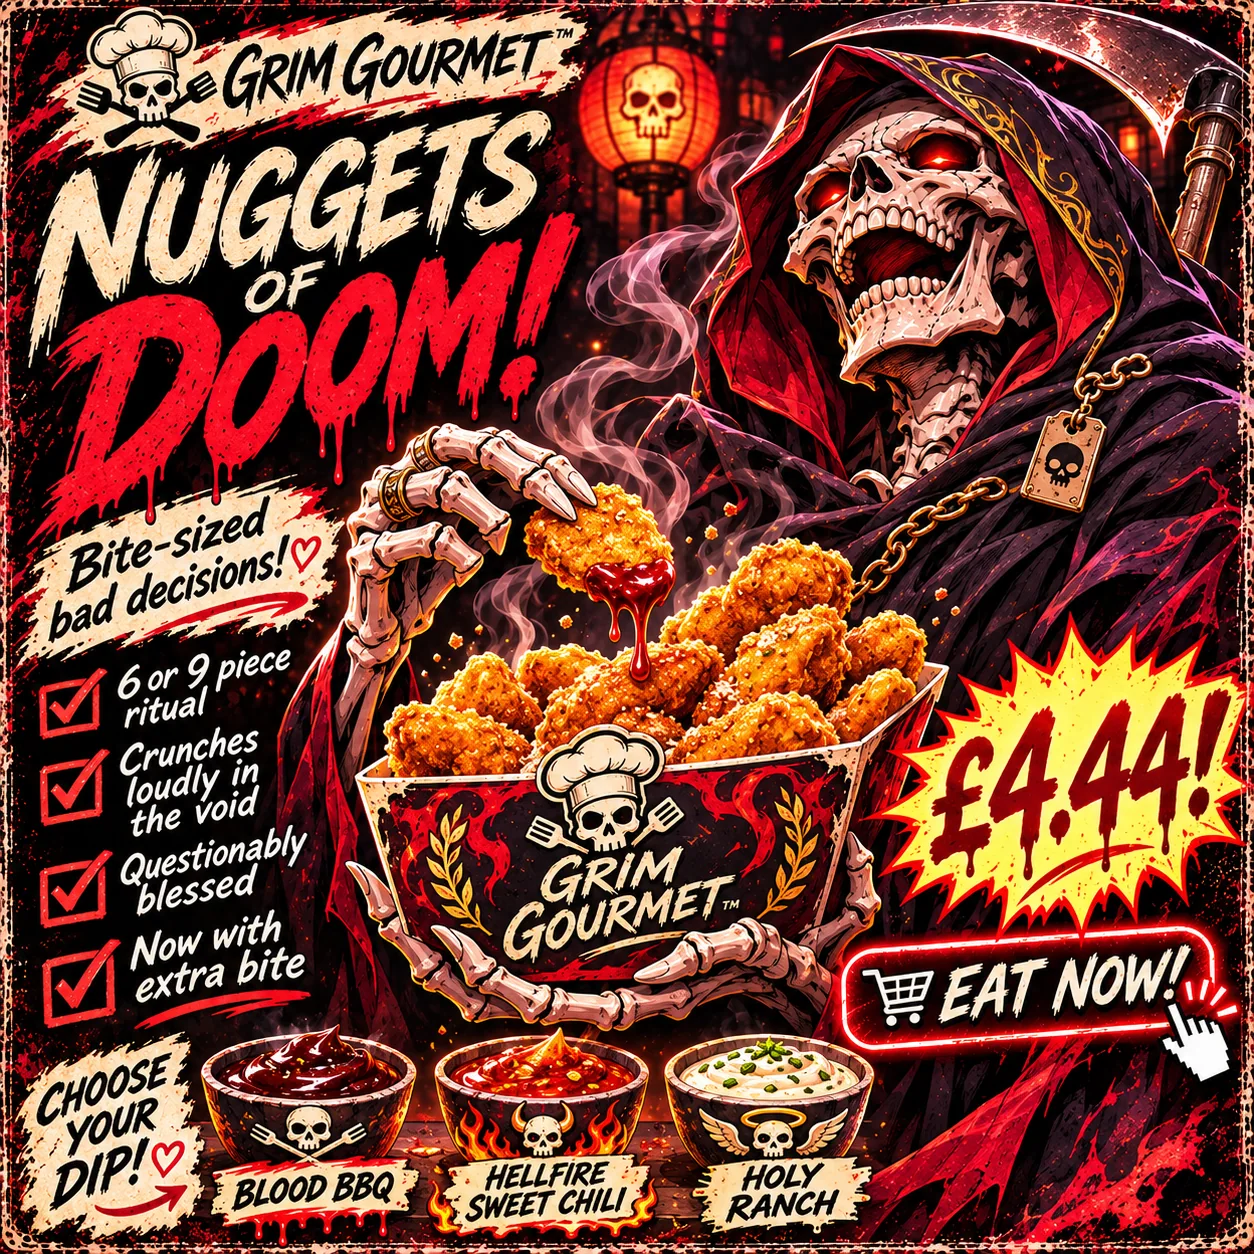 GRIM GOURMET™
NUGGETS
OF
DOOM!
Bite-sized
bad decisions!
6 or 9 piece
ritual
Crunches
loudly in
the void
Questionably
blessed
Now with
extra bite
GRIM
GOURMET™
£4.44!
EAT NOW!
CHOOSE
YOUR
DIP!
BLOOD BBQ
HELLFIRE
SWEET CHILI
HOLY
RANCH